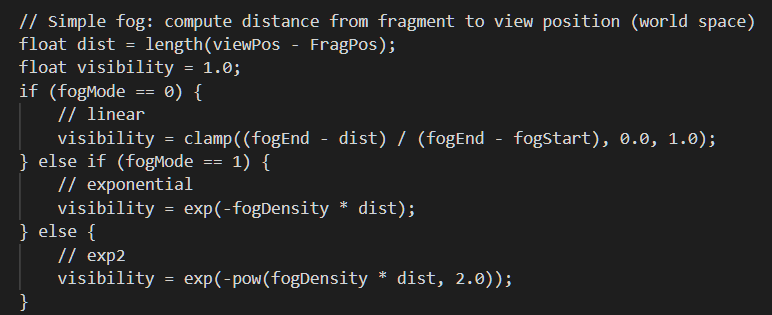 // Simple fog: compute distance from fragment to view position (world space)
float dist = length(viewPos - FragPos);
float visibility = 1.0;
if (fogMode == 0) {
    // linear
    visibility = clamp((fogEnd - dist) / (fogEnd - fogStart), 0.0, 1.0);
} else if (fogMode == 1) {
    // exponential
    visibility = exp(-fogDensity * dist);
} else {
    // exp2
    visibility = exp(-pow(fogDensity * dist, 2.0));
}